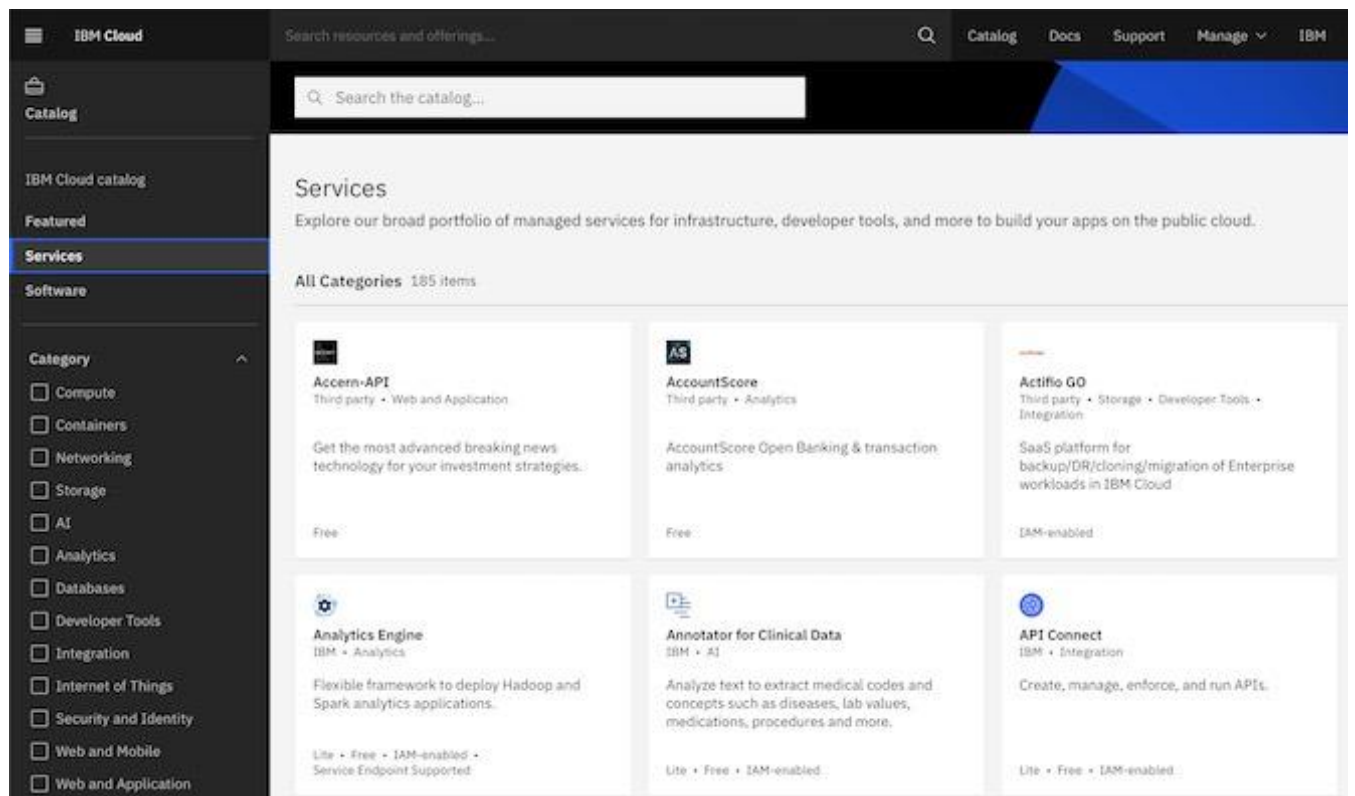 IBM Cloud
Search resources and offerings...
Catalog
Docs
Support
Manage
IBM
Catalog
IBM Cloud catalog
Featured
Services
Software
Category
Compute
Containers
Networking
Storage
AI
Analytics
Databases
Developer Tools
Integration
Internet of Things
Security and Identity
Web and Mobile
Web and Application
Search the catalog...
Services
Explore our broad portfolio of managed services for infrastructure, developer tools, and more to build your apps on the public cloud.
All Categories 185 items
Accern-API
Third party • Web and Application
Get the most advanced breaking news
technology for your investment strategies.
Free
AS
AccountScore
Third party • Analytics
AccountScore Open Banking & transaction
analytics
Free
Actifio GO
Third party • Storage • Developer Tools •
Integration
SaaS platform for
backup/DR/cloning/migration of Enterprise
workloads in IBM Cloud
IAM-enabled
Analytics Engine
IBM • Analytics
Flexible framework to deploy Hadoop and
Spark analytics applications.
Lite • Free • IAM-enabled •
Service Endpoint Supported
Annotator for Clinical Data
IBM • AI
Analyze text to extract medical codes and
concepts such as diseases, lab values,
medications, procedures and more.
Lite • Free • IAM-enabled
API Connect
IBM • Integration
Create, manage, enforce, and run APIs.
Lite • Free • IAM-enabled